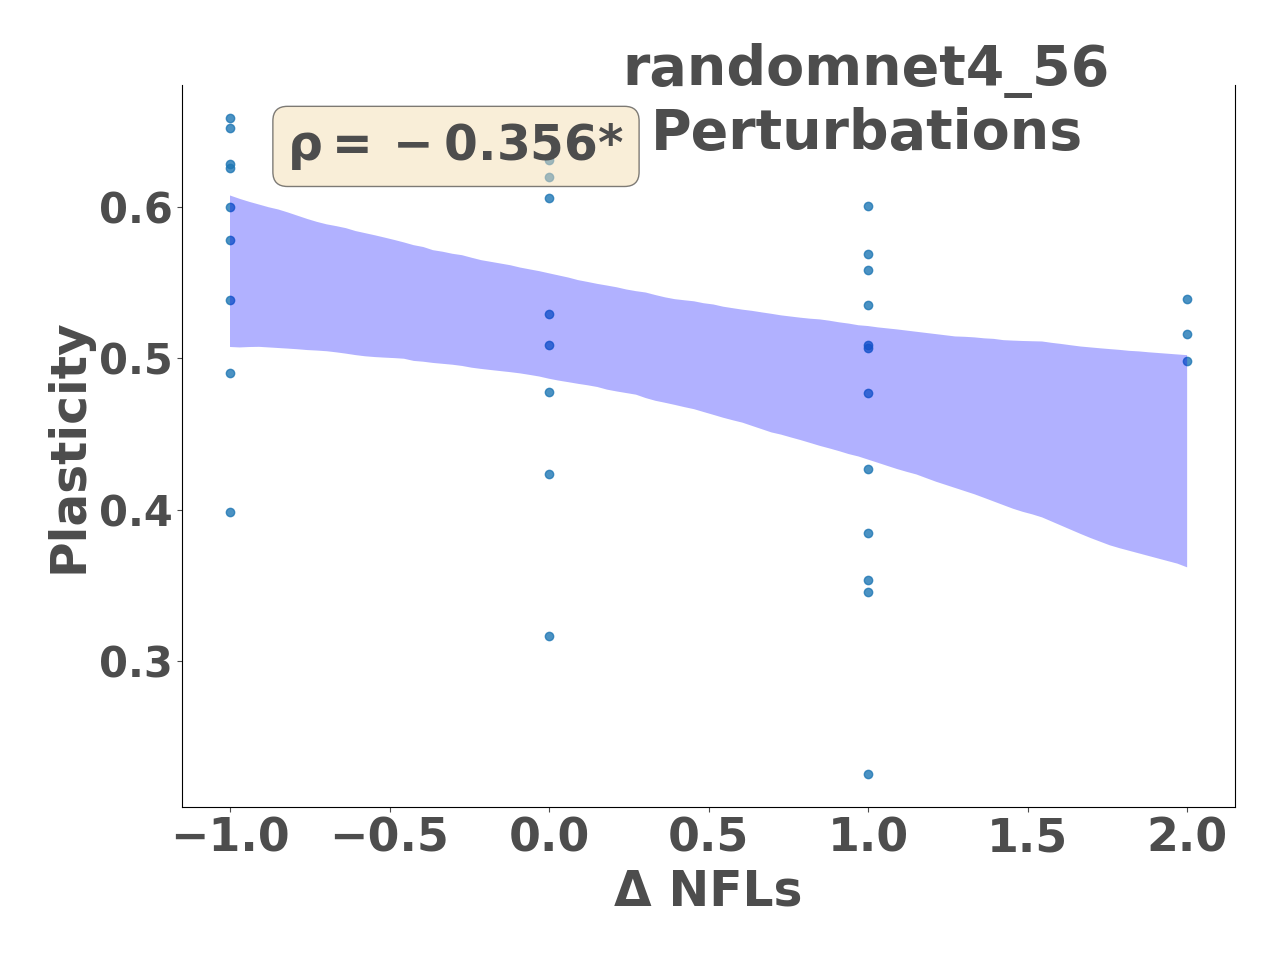 randomnet4_56
Perturbations
ρ = − 0.356*
Plasticity
0.6
0.5
0.4
0.3
−1.0 −0.5 0.0 0.5 1.0 1.5 2.0
Δ NFLs